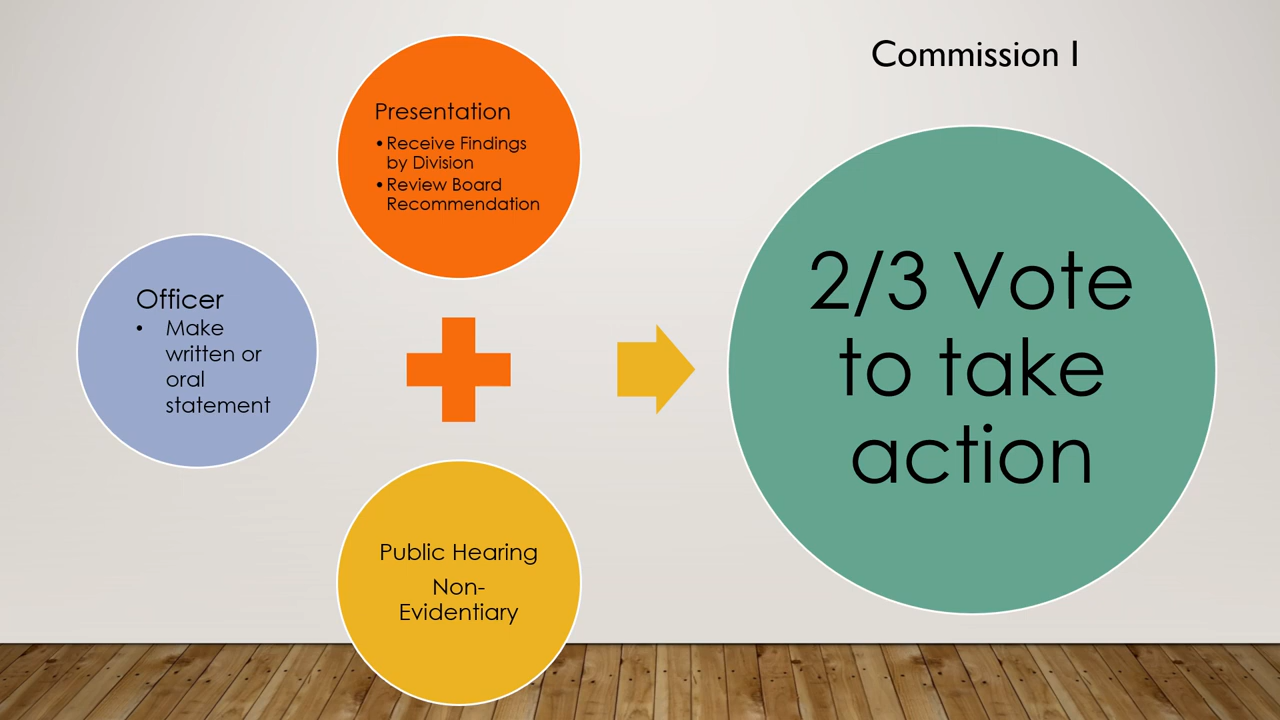 Commission I
Presentation
•Receive Findings
by Division
•Review Board
Recommendation
Officer
• Make
written or
oral
statement
Public Hearing
Non-
Evidentiary
2/3 Vote
to take
action